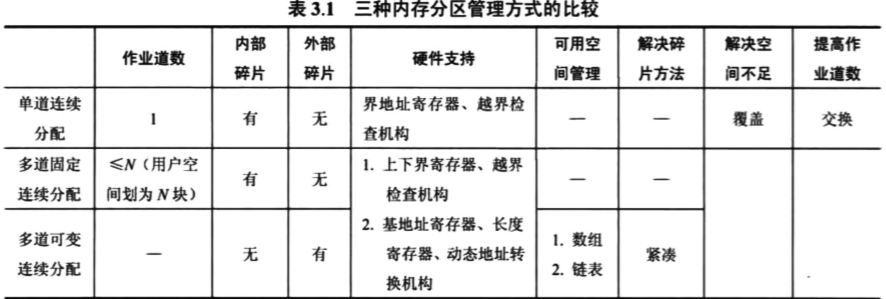 表 3.1 三种内存分区管理方式的比较
作业道数
内部
碎片
外部
碎片
硬件支持
可用空
间管理
解决碎
片方法
解决空
间不足
提高作
业道数
单道连续
分配
1
有
无
界地址寄存器、越界检
查机构
—
—
覆盖
交换
多道固定
连续分配
≤N（用户空
间划为 N 块）
有
无
1. 上下界寄存器、越界
检查机构
2. 基地址寄存器、长度
寄存器、动态地址转
换机构
—
—
多道可变
连续分配
—
无
有
1. 数组
2. 链表
紧凑